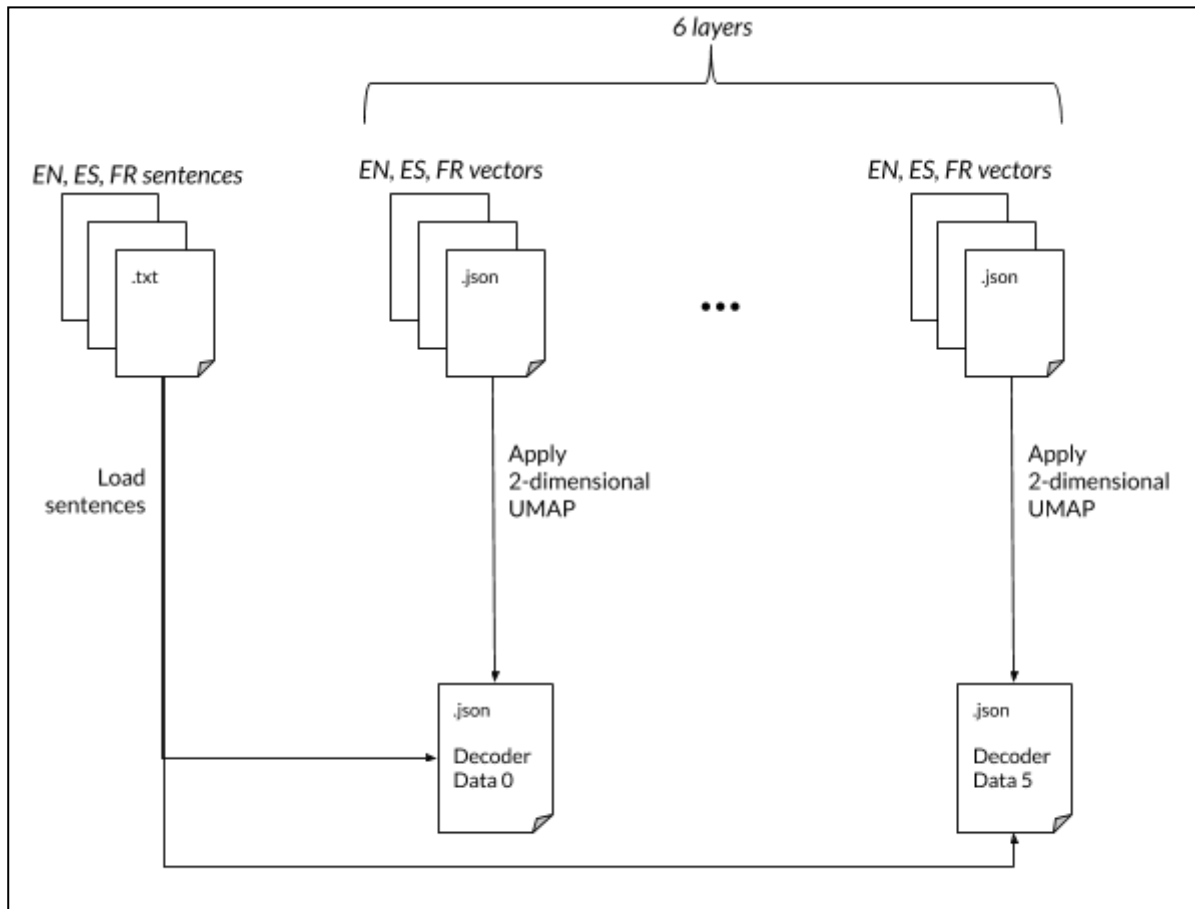 6 layers
EN, ES, FR sentences
EN, ES, FR vectors
EN, ES, FR vectors
.txt
.json
...
.json
Load
sentences
Apply
2-dimensional
UMAP
Apply
2-dimensional
UMAP
.json
Decoder
Data 0
.json
Decoder
Data 5